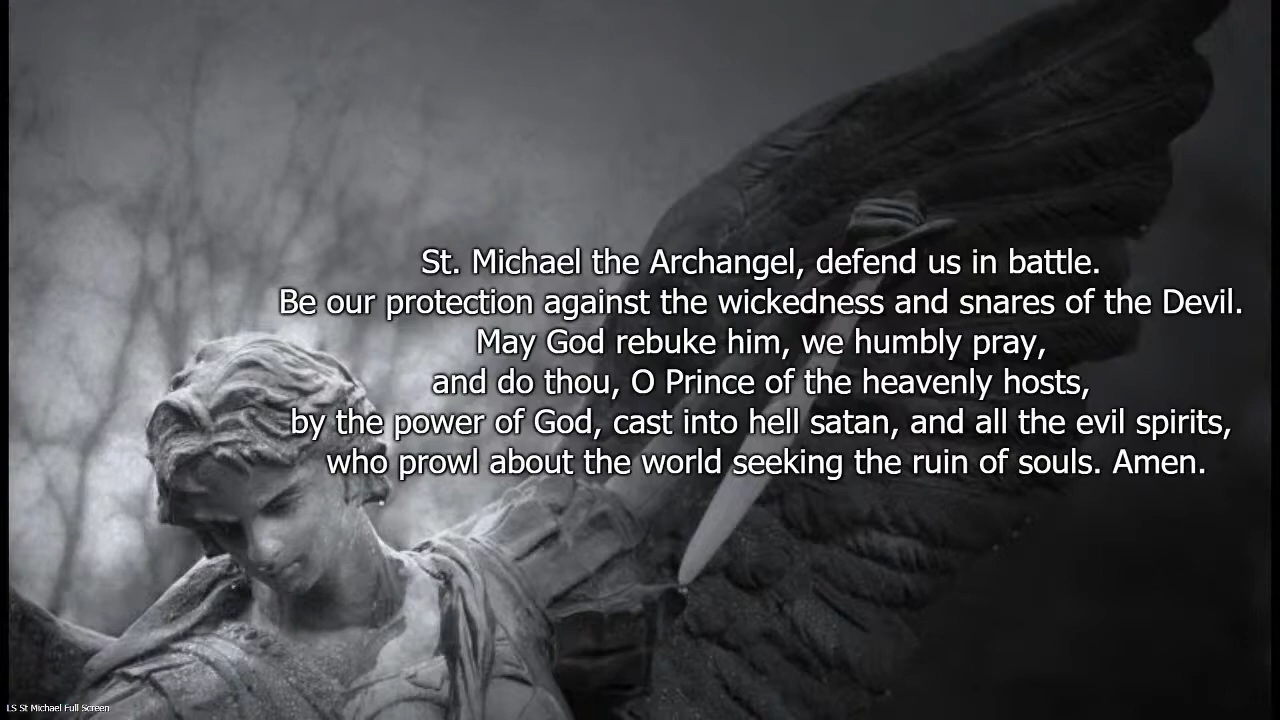 St. Michael the Archangel, defend us in battle.
Be our protection against the wickedness and snares of the Devil.
May God rebuke him, we humbly pray,
and do thou, O Prince of the heavenly hosts,
by the power of God, cast into hell satan, and all the evil spirits,
who prowl about the world seeking the ruin of souls. Amen.
LS St Michael Full Screen